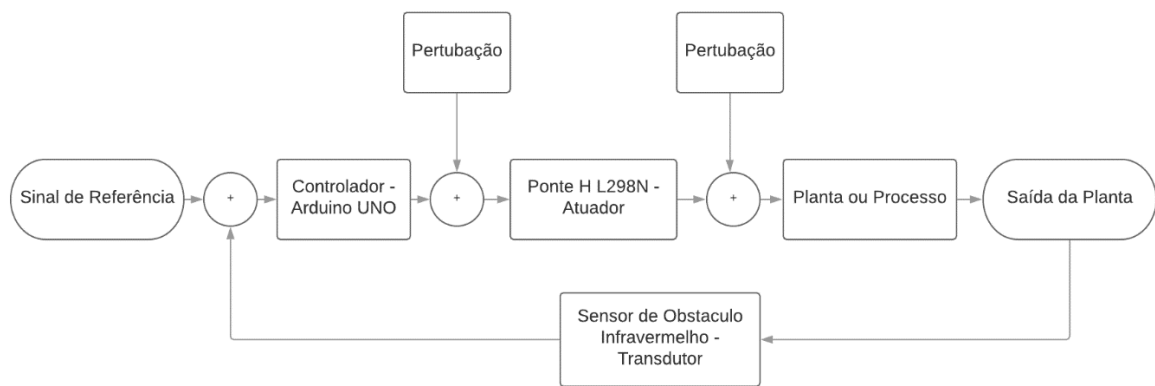 Pertubação
Pertubação
Sinal de Referência
+
Controlador -
Arduino UNO
+
Ponte H L298N -
Atuador
+
Planta ou Processo
Saída da Planta
Sensor de Obstaculo
Infravermelho -
Transdutor